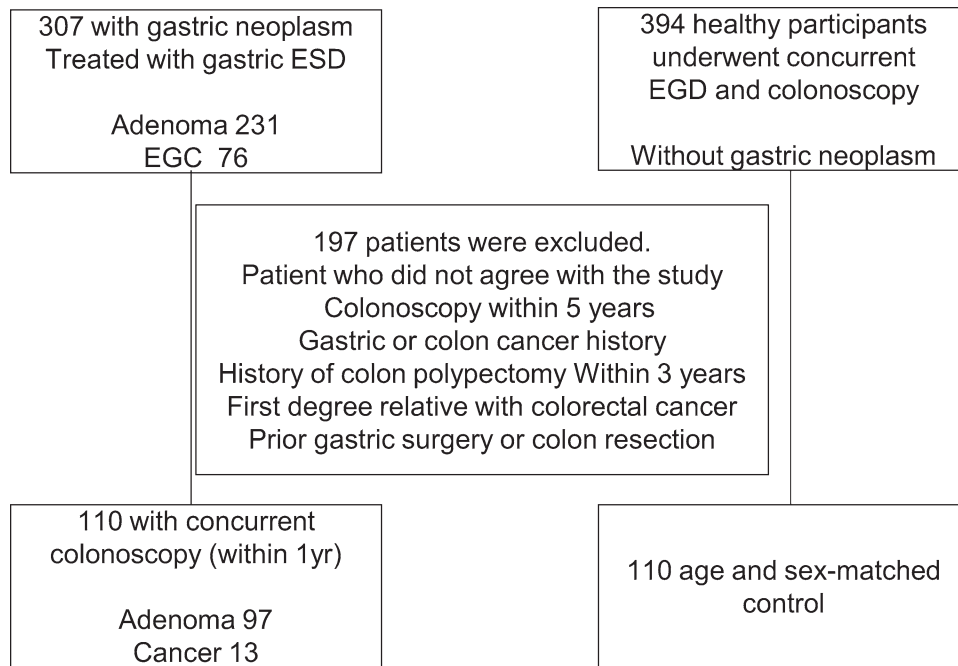 307 with gastric neoplasm
Treated with gastric ESD
Adenoma 231
EGC 76
394 healthy participants
underwent concurrent
EGD and colonoscopy
Without gastric neoplasm
197 patients were excluded.
Patient who did not agree with the study
Colonoscopy within 5 years
Gastric or colon cancer history
History of colon polypectomy Within 3 years
First degree relative with colorectal cancer
Prior gastric surgery or colon resection
110 with concurrent
colonoscopy (within 1yr)
Adenoma 97
Cancer 13
110 age and sex-matched
control